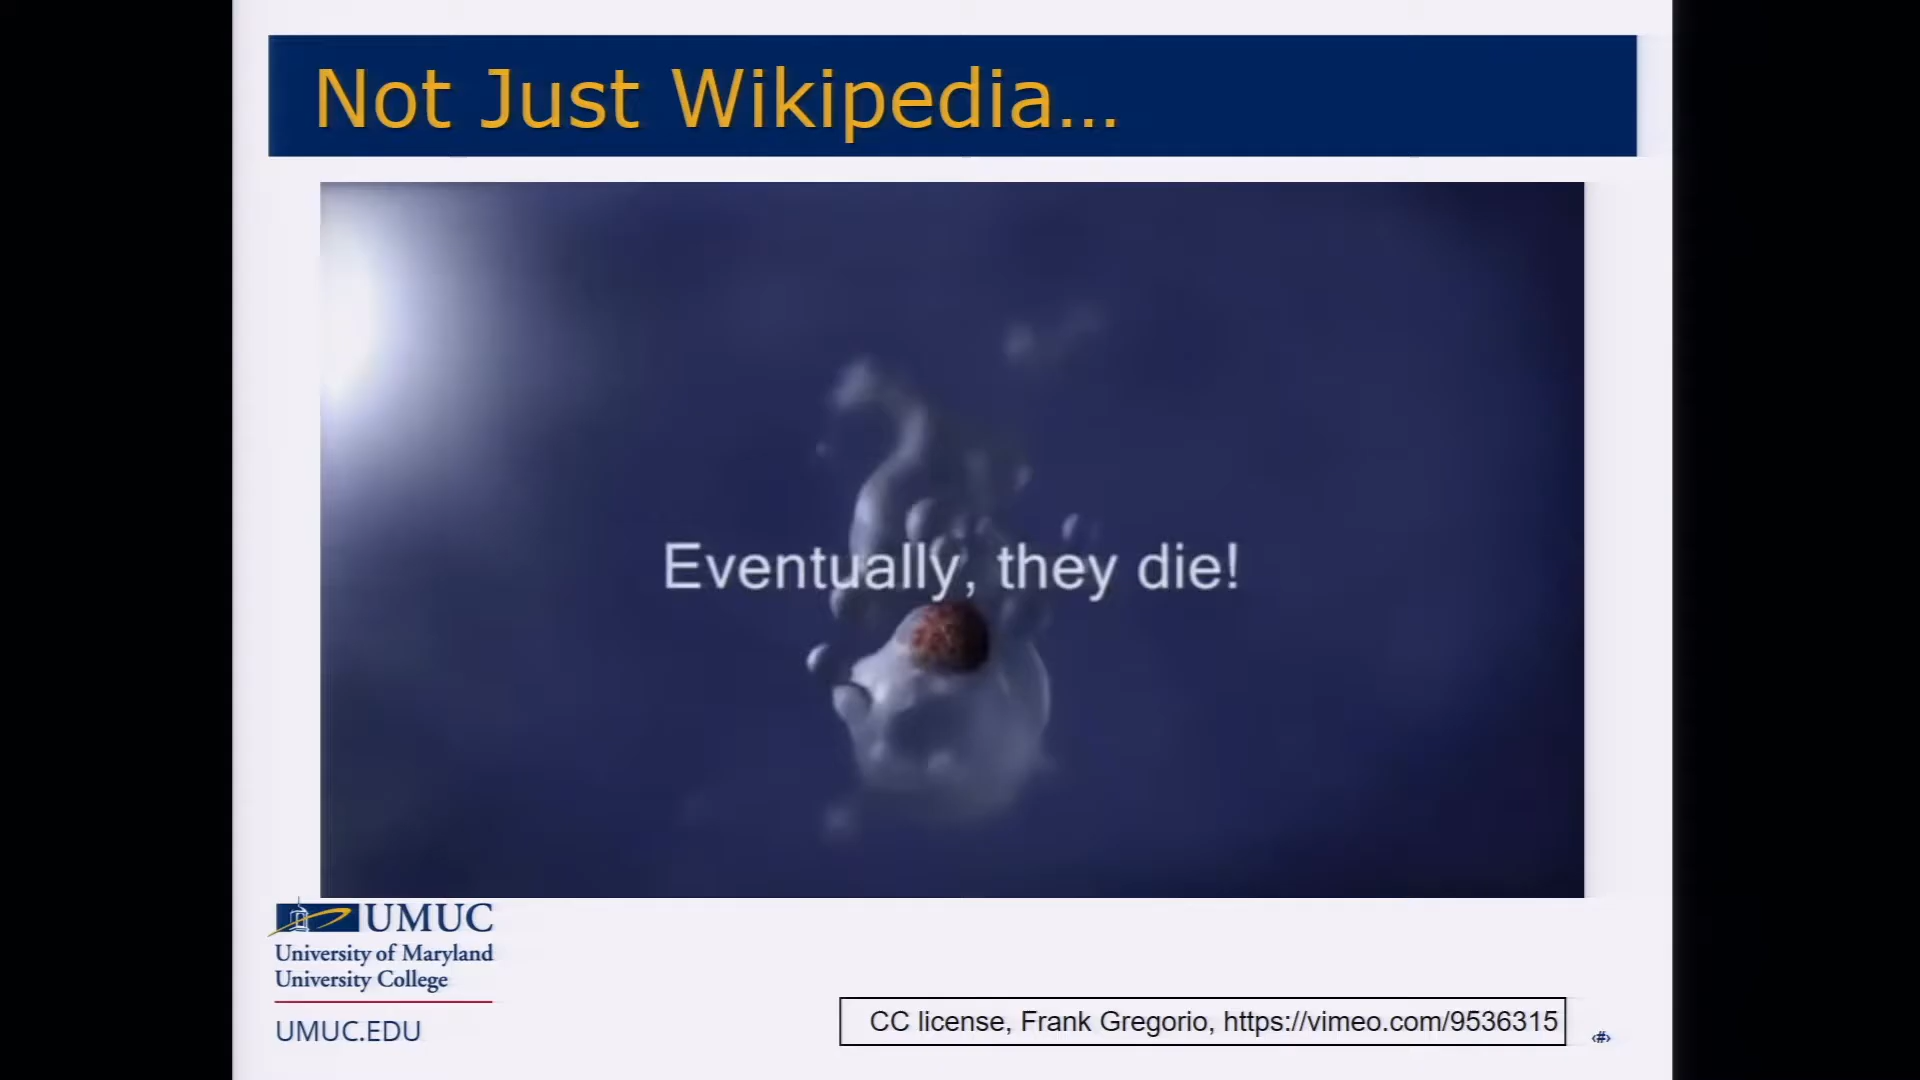 Not Just Wikipedia...
Eventually, they die!
UMUC
University of Maryland
University College
UMUC.EDU
CC license, Frank Gregorio, https://vimeo.com/9536315
‹#›